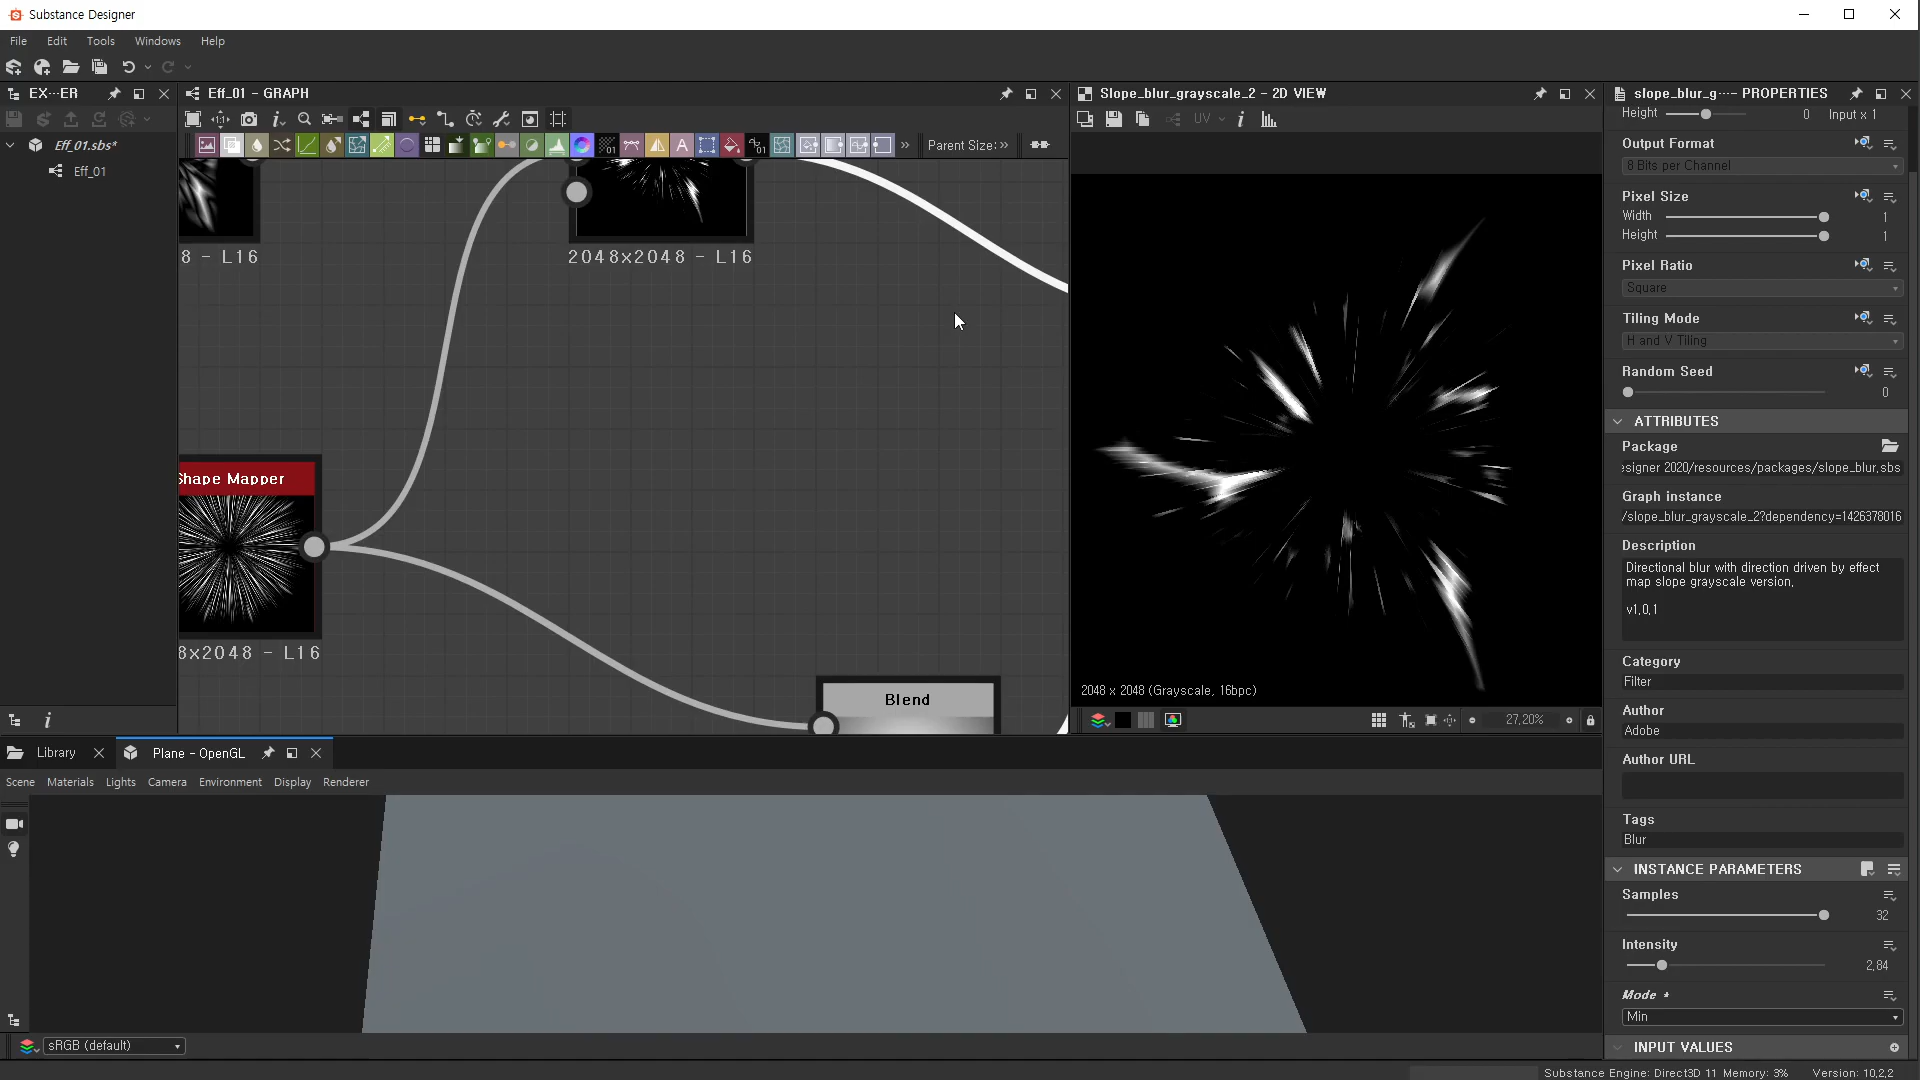 Substance Designer
File Edit Tools Windows Help
EX···ER
Eff_01.sbs*
Eff_01
Eff_01 - GRAPH
Parent Size:
8 - L16
2048x2048 - L16
Shape Mapper
8x2048 - L16
Blend
Slope_blur_grayscale_2 - 2D VIEW
UV
2048 x 2048 (Grayscale, 16bpc)
27,20%
slope_blur_g···- PROPERTIES
Height 0 Input x 1
Output Format
8 Bits per Channel
Pixel Size
Width 1
Height 1
Pixel Ratio
Square
Tiling Mode
H and V Tiling
Random Seed
0
ATTRIBUTES
Package
signer 2020/resources/packages/slope_blur,sbs
Graph instance
/slope_blur_grayscale_2?dependency=1426378016
Description
Directional blur with direction driven by effect
map slope grayscale version,
v1,0,1
Category
Filter
Author
Adobe
Author URL
Tags
Blur
INSTANCE PARAMETERS
Samples
32
Intensity
2,84
Mode *
Min
INPUT VALUES
Library
Plane - OpenGL
Scene Materials Lights Camera Environment Display Renderer
sRGB (default)
Substance Engine: Direct3D 11 Memory: 3% Version: 10,2,2